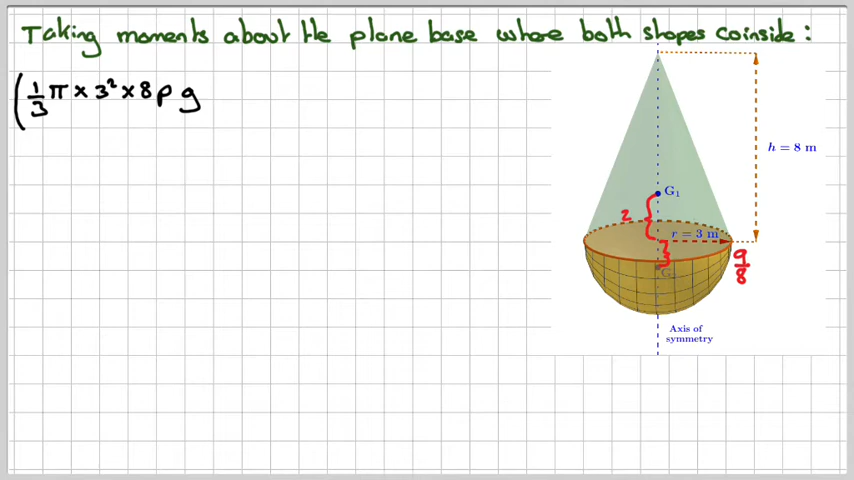 Taking moments about the plane base where both shapes coinside:
(1/3 π × 3² × 8 ρ g
h = 8 m
G₁
2
r = 3 m
9/8
G
Axis of
symmetry